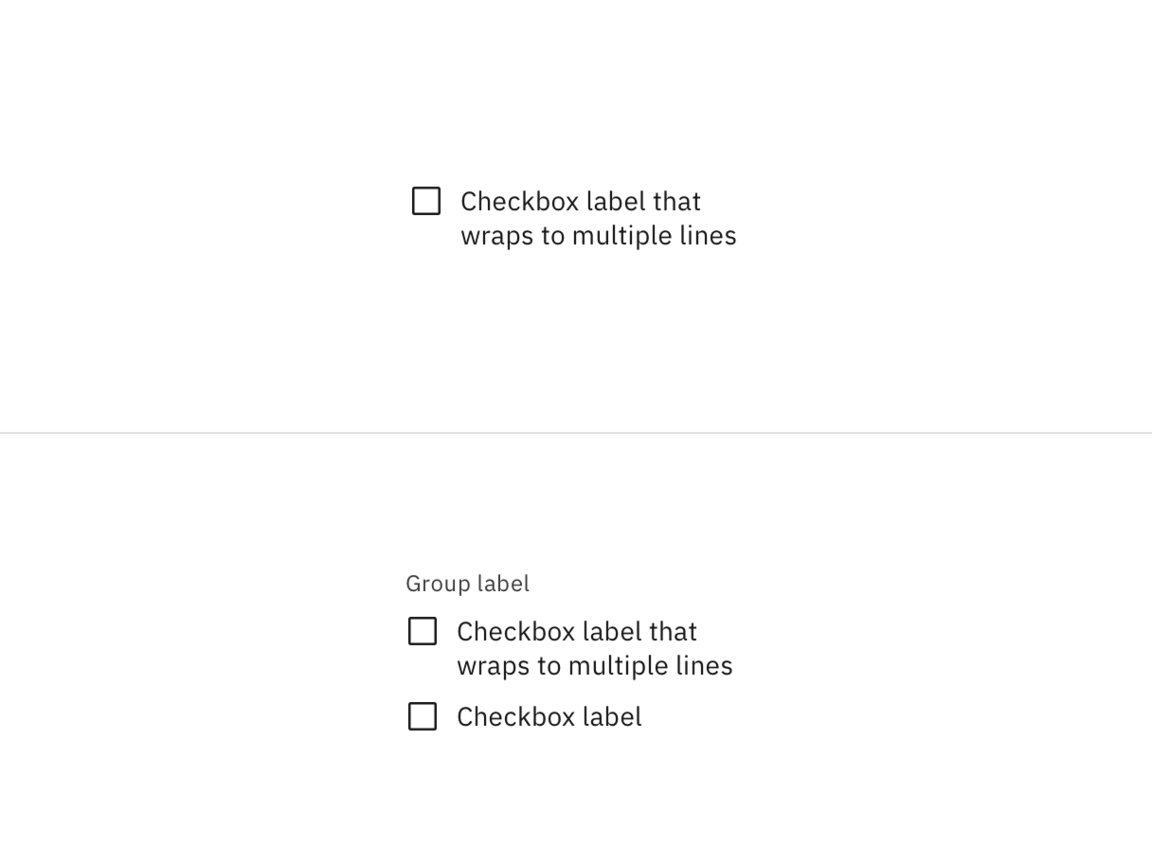 Checkbox label that
wraps to multiple lines
Group label
Checkbox label that
wraps to multiple lines
Checkbox label